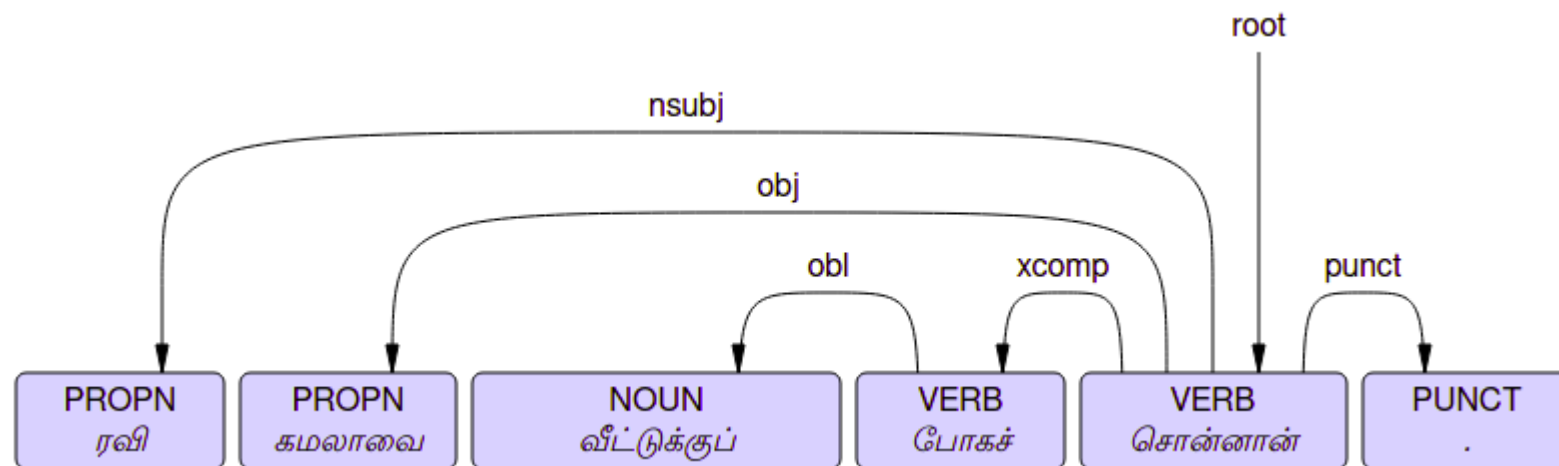 root
nsubj
obj
obl xcomp punct
PROPN PROPN NOUN VERB VERB PUNCT
ரவி கமலாவை வீட்டுக்குப் போகச் சொன்னான் .